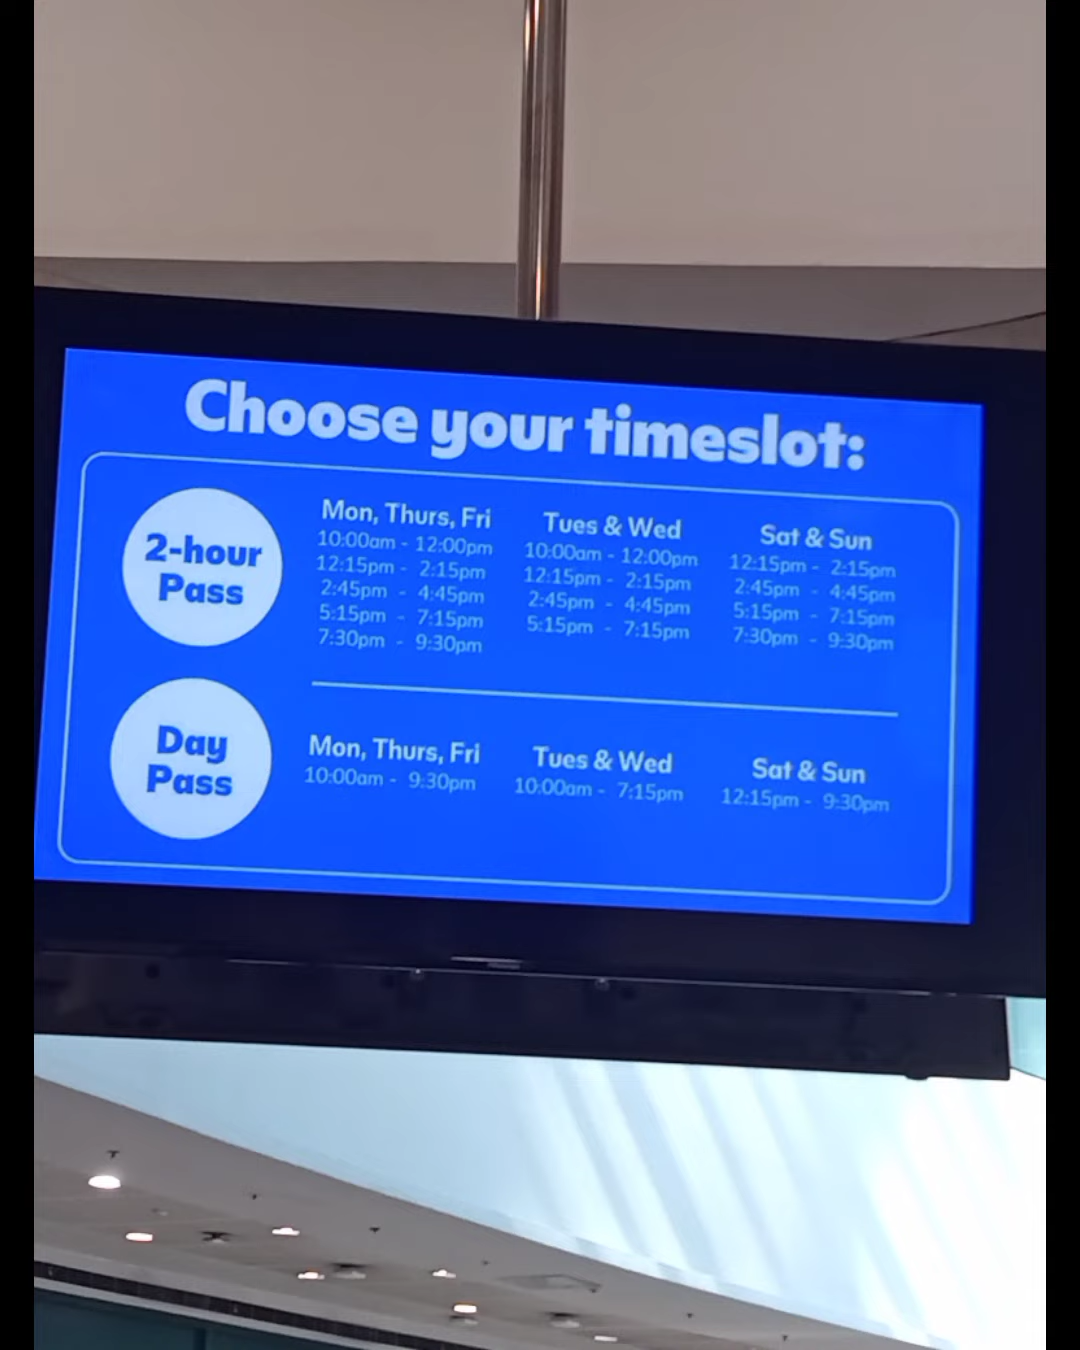 Choose your timeslot:
2-hour
Pass
Mon, Thurs, Fri
10:00am - 12:00pm
12:15pm - 2:15pm
2:45pm - 4:45pm
5:15pm - 7:15pm
7:30pm - 9:30pm
Tues & Wed
10:00am - 12:00pm
12:15pm - 2:15pm
2:45pm - 4:45pm
5:15pm - 7:15pm
Sat & Sun
12:15pm - 2:15pm
2:45pm - 4:45pm
5:15pm - 7:15pm
7:30pm - 9:30pm
Day
Pass
Mon, Thurs, Fri
10:00am - 9:30pm
Tues & Wed
10:00am - 7:15pm
Sat & Sun
12:15pm - 9:30pm